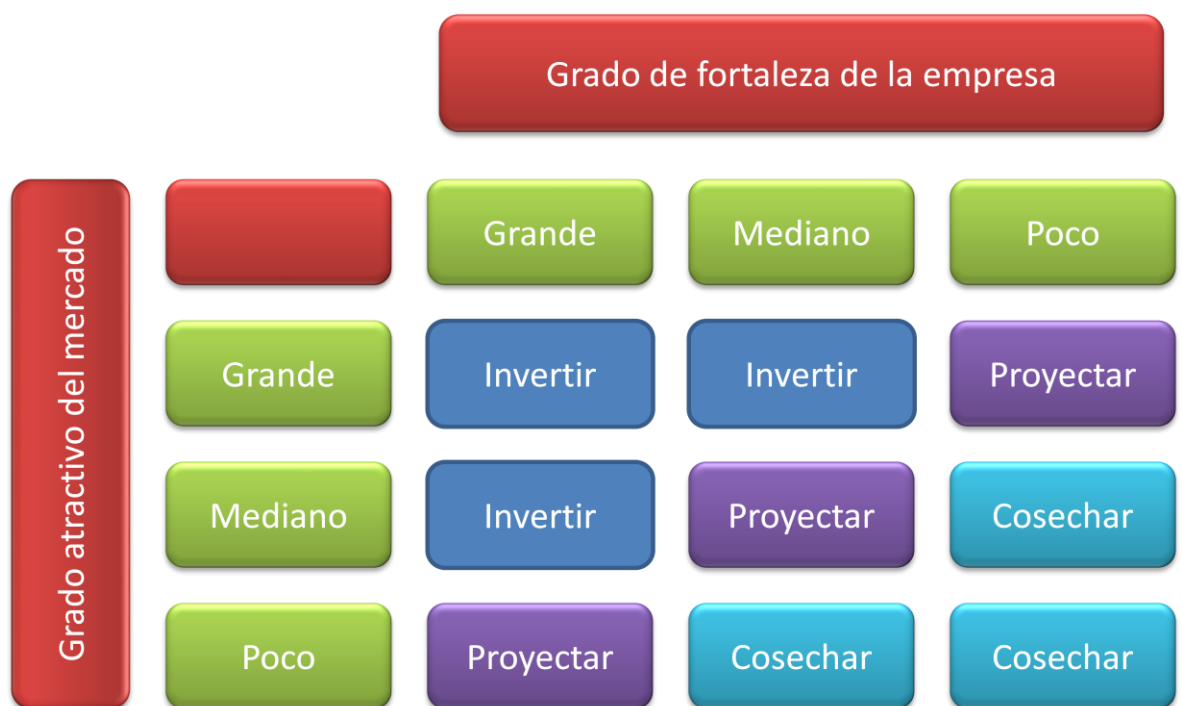 Grado de fortaleza de la empresa
Grado atractivo del mercado
Grande Mediano Poco
Grande Invertir Invertir Proyectar
Mediano Invertir Proyectar Cosechar
Poco Proyectar Cosechar Cosechar